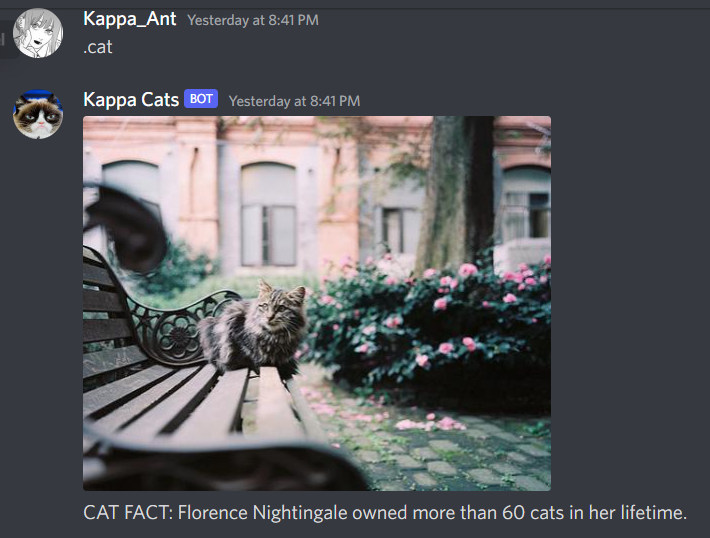 Kappa_Ant Yesterday at 8:41 PM
.cat
Kappa Cats BOT Yesterday at 8:41 PM
CAT FACT: Florence Nightingale owned more than 60 cats in her lifetime.